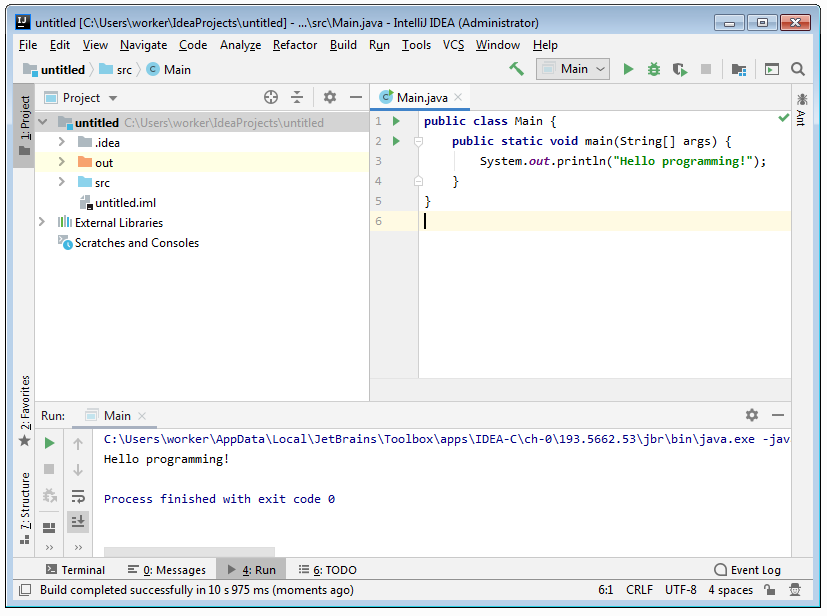 untitled [C:\Users\worker\IdeaProjects\untitled] - ...\src\Main.java - IntelliJ IDEA (Administrator)
File Edit View Navigate Code Analyze Refactor Build Run Tools VCS Window Help
untitled src Main Main
1: Project
Project
Main.java
Ant
untitled C:\Users\worker\IdeaProjects\untitled
.idea
out
src
untitled.iml
External Libraries
Scratches and Consoles
1 public class Main {
2 public static void main(String[] args) {
3 System.out.println("Hello programming!");
4 }
5 }
6
2: Favorites
Z: Structure
Run: Main
C:\Users\worker\AppData\Local\JetBrains\Toolbox\apps\IDEA-C\ch-0\193.5662.53\jbr\bin\java.exe -jav
Hello programming!
Process finished with exit code 0
Terminal 0: Messages 4: Run 6: TODO Event Log
Build completed successfully in 10 s 975 ms (moments ago) 6:1 CRLF UTF-8 4 spaces